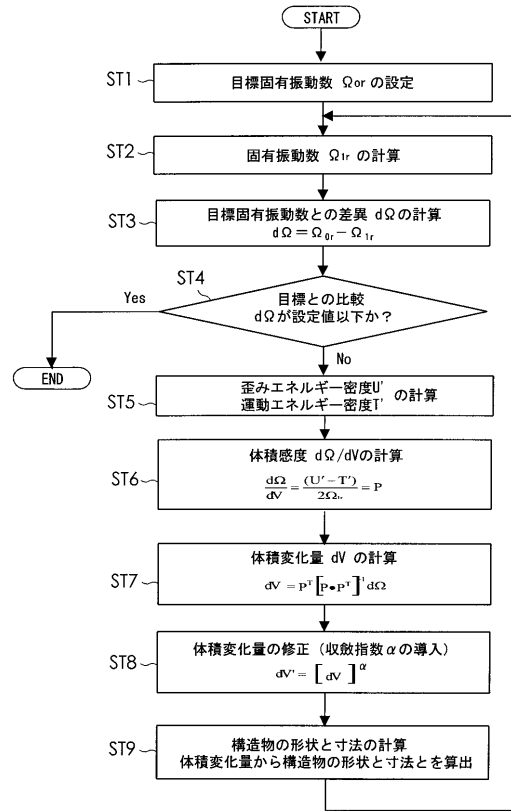 START
ST1
目標固有振動数 Ωor の設定
ST2
固有振動数 Ω1r の計算
ST3
目標固有振動数との差異 dΩの計算
dΩ＝Ω0r－Ω1r
ST4
目標との比較
dΩが設定値以下か？
Yes
No
END
ST5
歪みエネルギー密度U'
運動エネルギー密度T'
の計算
ST6
体積感度 dΩ/dVの計算
dΩ/dV = (U'－T')/2Ω1r = P
ST7
体積変化量 dV の計算
dV = P^T [P•P^T]^-1 dΩ
ST8
体積変化量の修正（収斂指数αの導入）
dV' = [ dV ]^α
ST9
構造物の形状と寸法の計算
体積変化量から構造物の形状と寸法とを算出